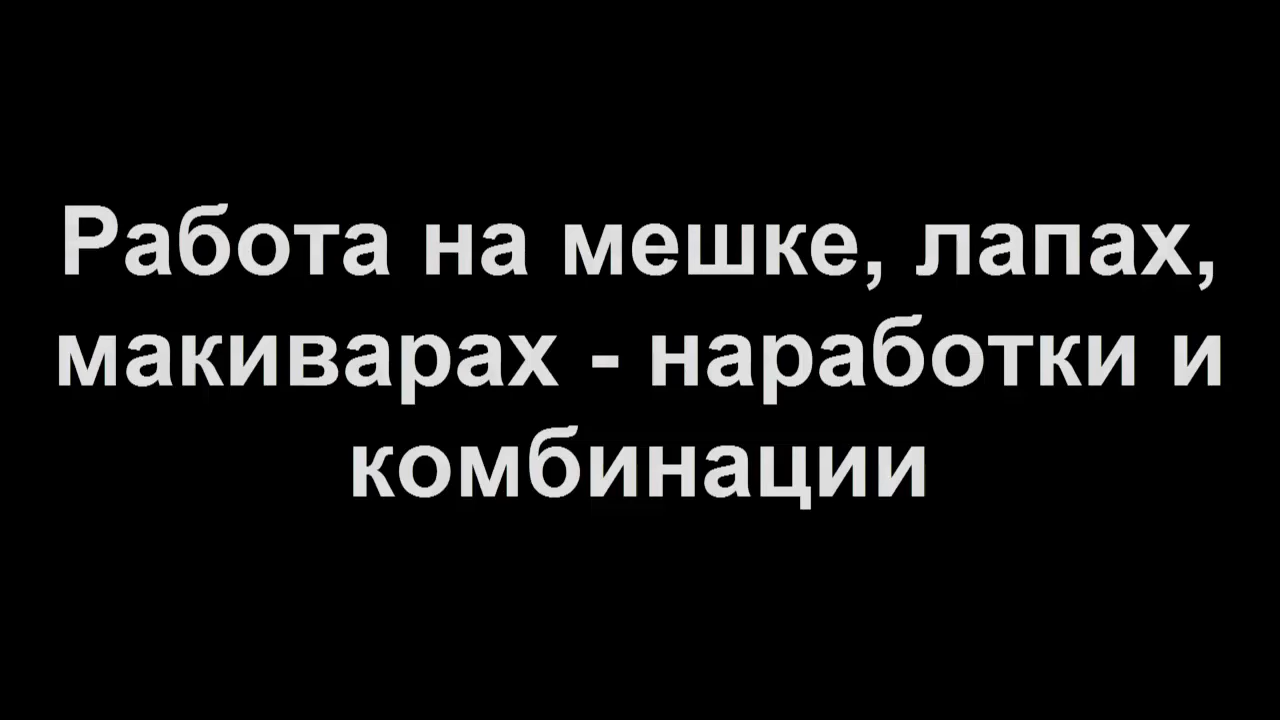 Работа на мешке, лапах,
макиварах - наработки и
комбинации